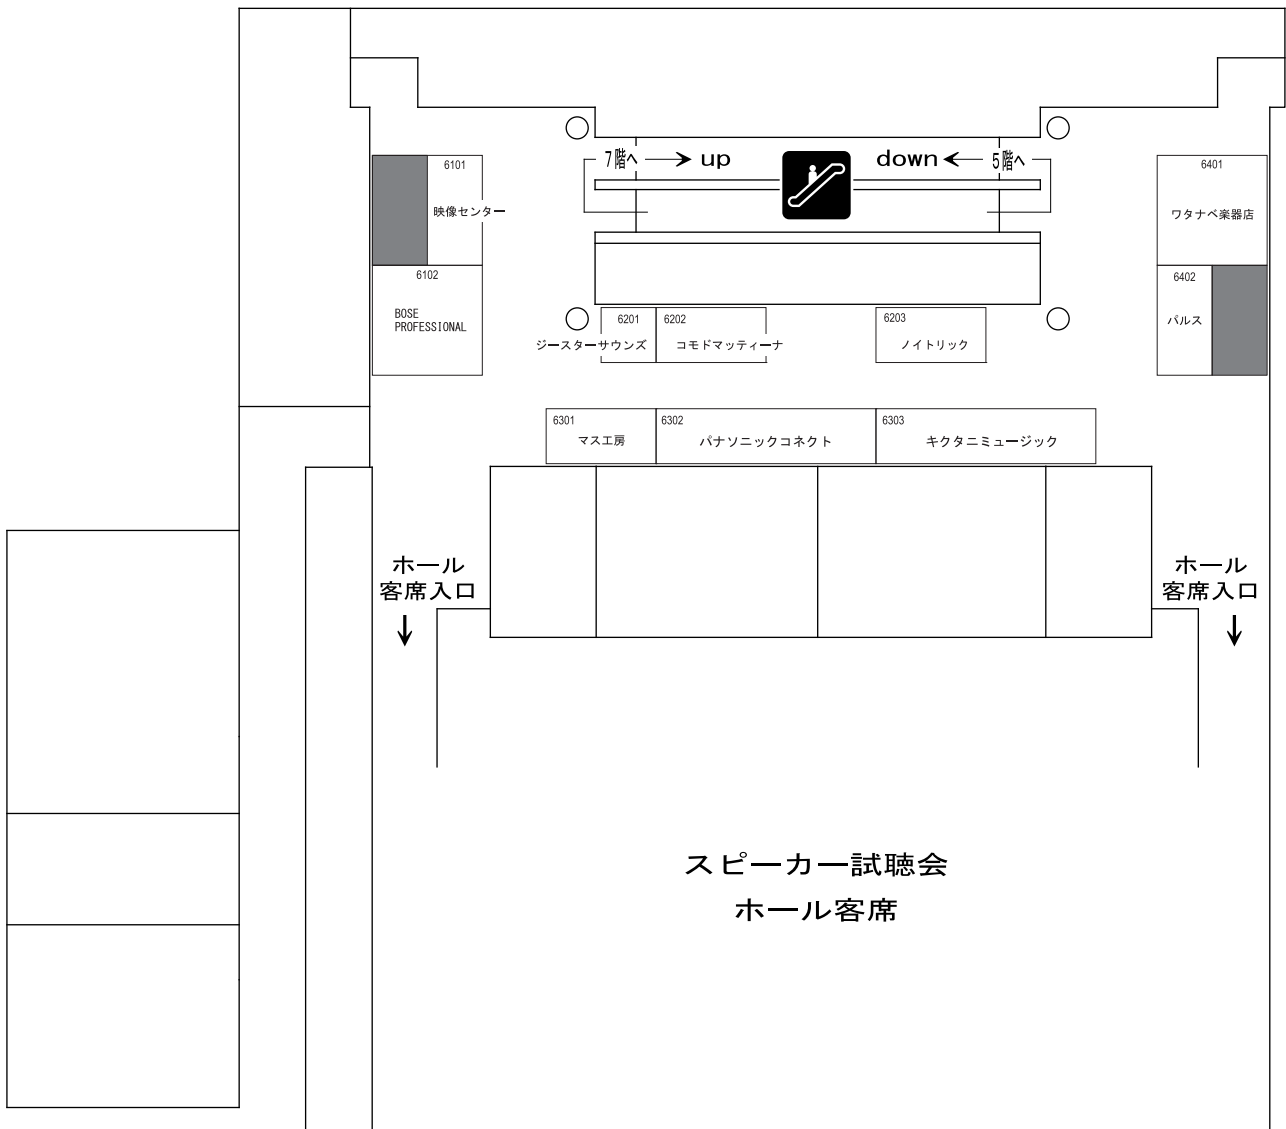 7階へ
up
down
5階へ
6101
映像センター
6102
BOSE
PROFESSIONAL
6401
ワタナベ楽器店
6402
パルス
6201
ジースターサウンズ
6202
コモドマッティーナ
6203
ノイトリック
6301
マス工房
6302
パナソニックコネクト
6303
キクタニミュージック
ホール
客席入口
ホール
客席入口
スピーカー試聴会
ホール客席